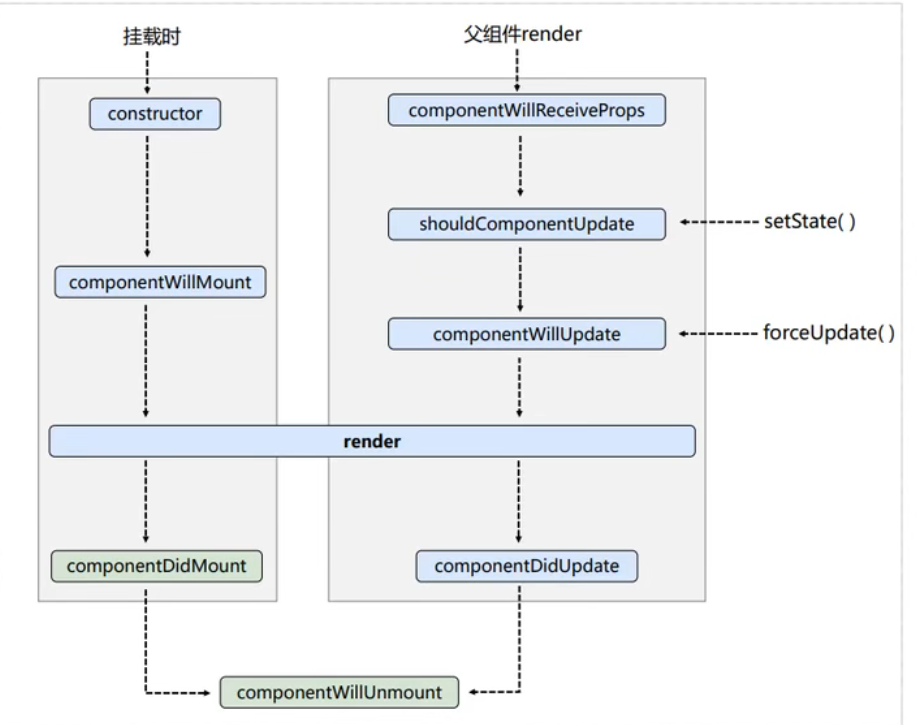 挂载时
父组件render
constructor
componentWillReceiveProps
shouldComponentUpdate
setState( )
componentWillMount
componentWillUpdate
forceUpdate( )
render
componentDidMount
componentDidUpdate
componentWillUnmount